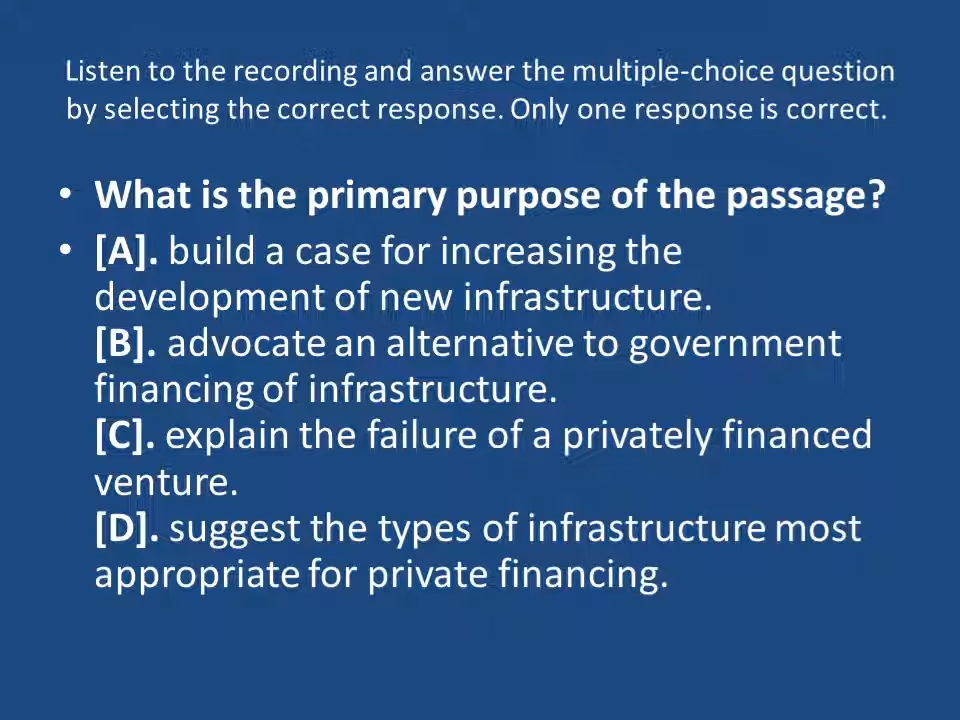 Listen to the recording and answer the multiple-choice question
by selecting the correct response. Only one response is correct.
• What is the primary purpose of the passage?
• [A]. build a case for increasing the
development of new infrastructure.
[B]. advocate an alternative to government
financing of infrastructure.
[C]. explain the failure of a privately financed
venture.
[D]. suggest the types of infrastructure most
appropriate for private financing.